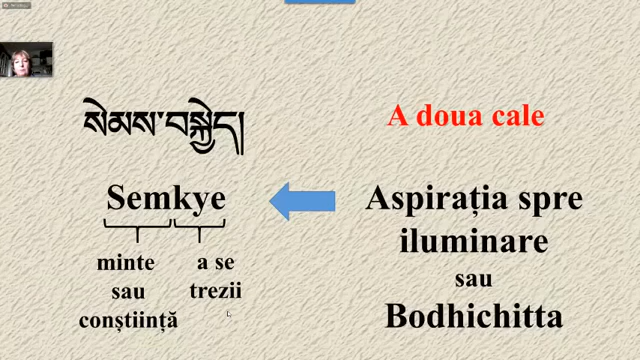 སེམས་བསྐྱེད།
A doua cale
Semkye
Aspirația spre
iluminare
sau
Bodhichitta
minte
sau
conștiință
a se
trezii